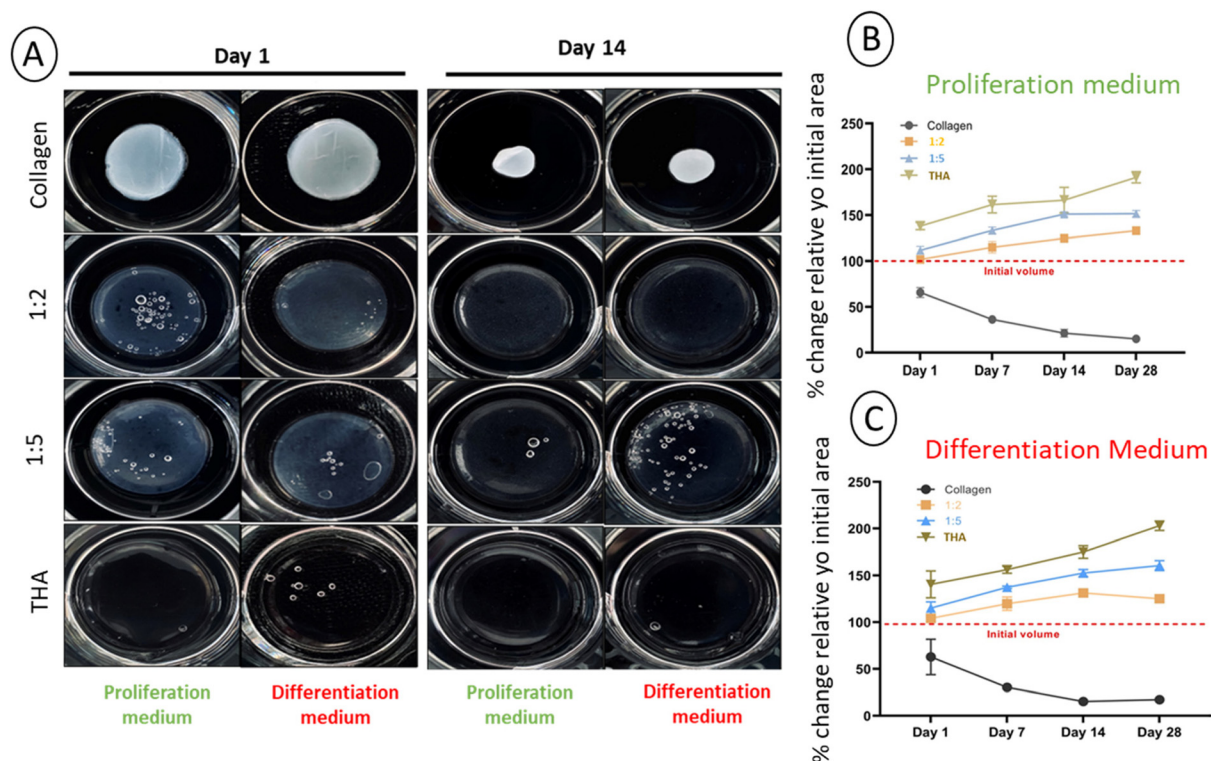 A
Day 1
Day 14
Collagen
1:2
1:5
THA
Proliferation medium
Differentiation medium
Proliferation medium
Differentiation medium
B
Proliferation medium
% change relative yo initial area
250
200
150
100
50
0
Collagen
1:2
1:5
THA
Initial volume
Day 1
Day 7
Day 14
Day 28
C
Differentiation Medium
% change relative yo initial area
250
200
150
100
50
0
Collagen
1:2
1:5
THA
Initial volume
Day 1
Day 7
Day 14
Day 28